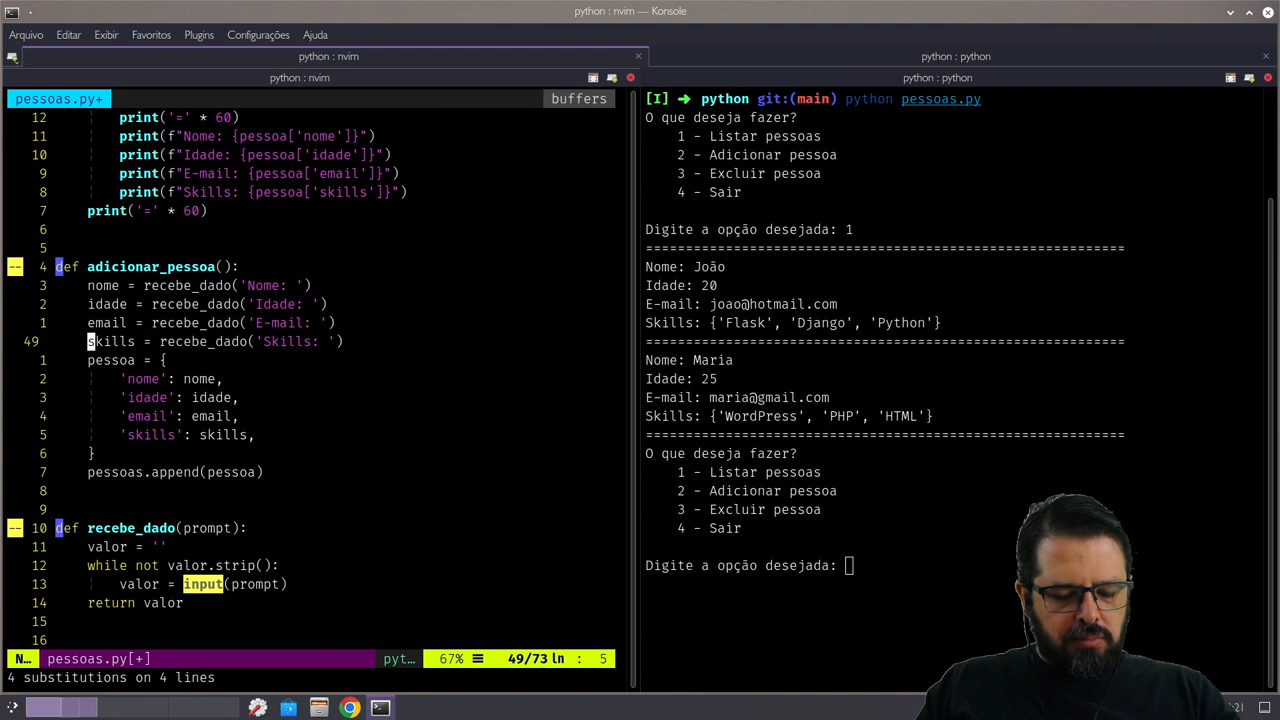 python : nvim — Konsole
Arquivo Editar Exibir Favoritos Plugins Configurações Ajuda
python : nvim
python : python
python : nvim
python : python
pessoas.py+ buffers
12 print('=' * 60)
11 print(f"Nome: {pessoa['nome']}")
10 print(f"Idade: {pessoa['idade']}")
9 print(f"E-mail: {pessoa['email']}")
8 print(f"Skills: {pessoa['skills']}")
7 print('=' * 60)
6
5
-- 4 def adicionar_pessoa():
3 nome = recebe_dado('Nome: ')
2 idade = recebe_dado('Idade: ')
1 email = recebe_dado('E-mail: ')
49 skills = recebe_dado('Skills: ')
1 pessoa = {
2 'nome': nome,
3 'idade': idade,
4 'email': email,
5 'skills': skills,
6 }
7 pessoas.append(pessoa)
8
9
-- 10 def recebe_dado(prompt):
11 valor = ''
12 while not valor.strip():
13 valor = input(prompt)
14 return valor
15
16
N… pessoas.py[+] pyt… 67% ☰ 49/73 ln : 5
4 substitutions on 4 lines
[I] ➜ python git:(main) python pessoas.py
O que deseja fazer?
1 - Listar pessoas
2 - Adicionar pessoa
3 - Excluir pessoa
4 - Sair
Digite a opção desejada: 1
============================================================
Nome: João
Idade: 20
E-mail: joao@hotmail.com
Skills: {'Flask', 'Django', 'Python'}
============================================================
Nome: Maria
Idade: 25
E-mail: maria@gmail.com
Skills: {'WordPress', 'PHP', 'HTML'}
============================================================
O que deseja fazer?
1 - Listar pessoas
2 - Adicionar pessoa
3 - Excluir pessoa
4 - Sair
Digite a opção desejada:
:21